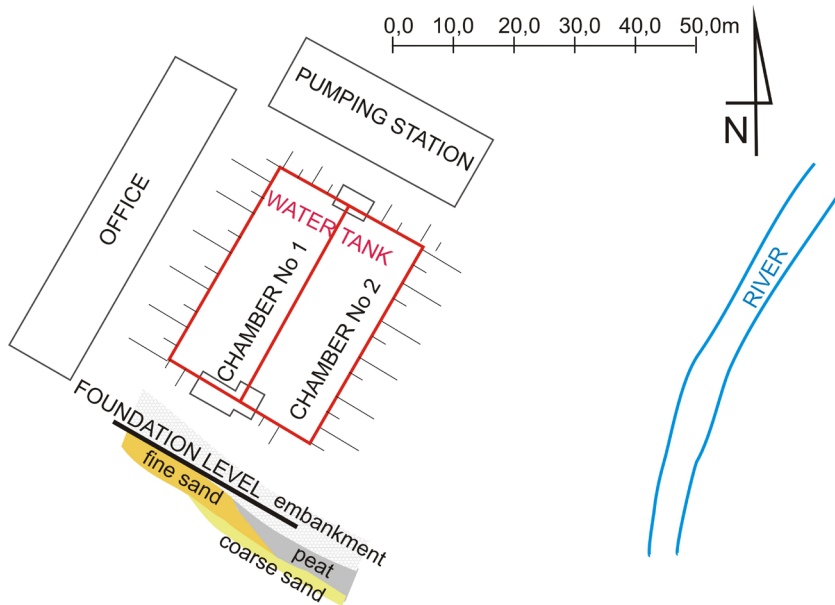 0,0 10,0 20,0 30,0 40,0 50,0m
N
PUMPING STATION
OFFICE
WATER TANK
CHAMBER No 1
CHAMBER No 2
RIVER
FOUNDATION LEVEL
fine sand
embankment
peat
coarse sand